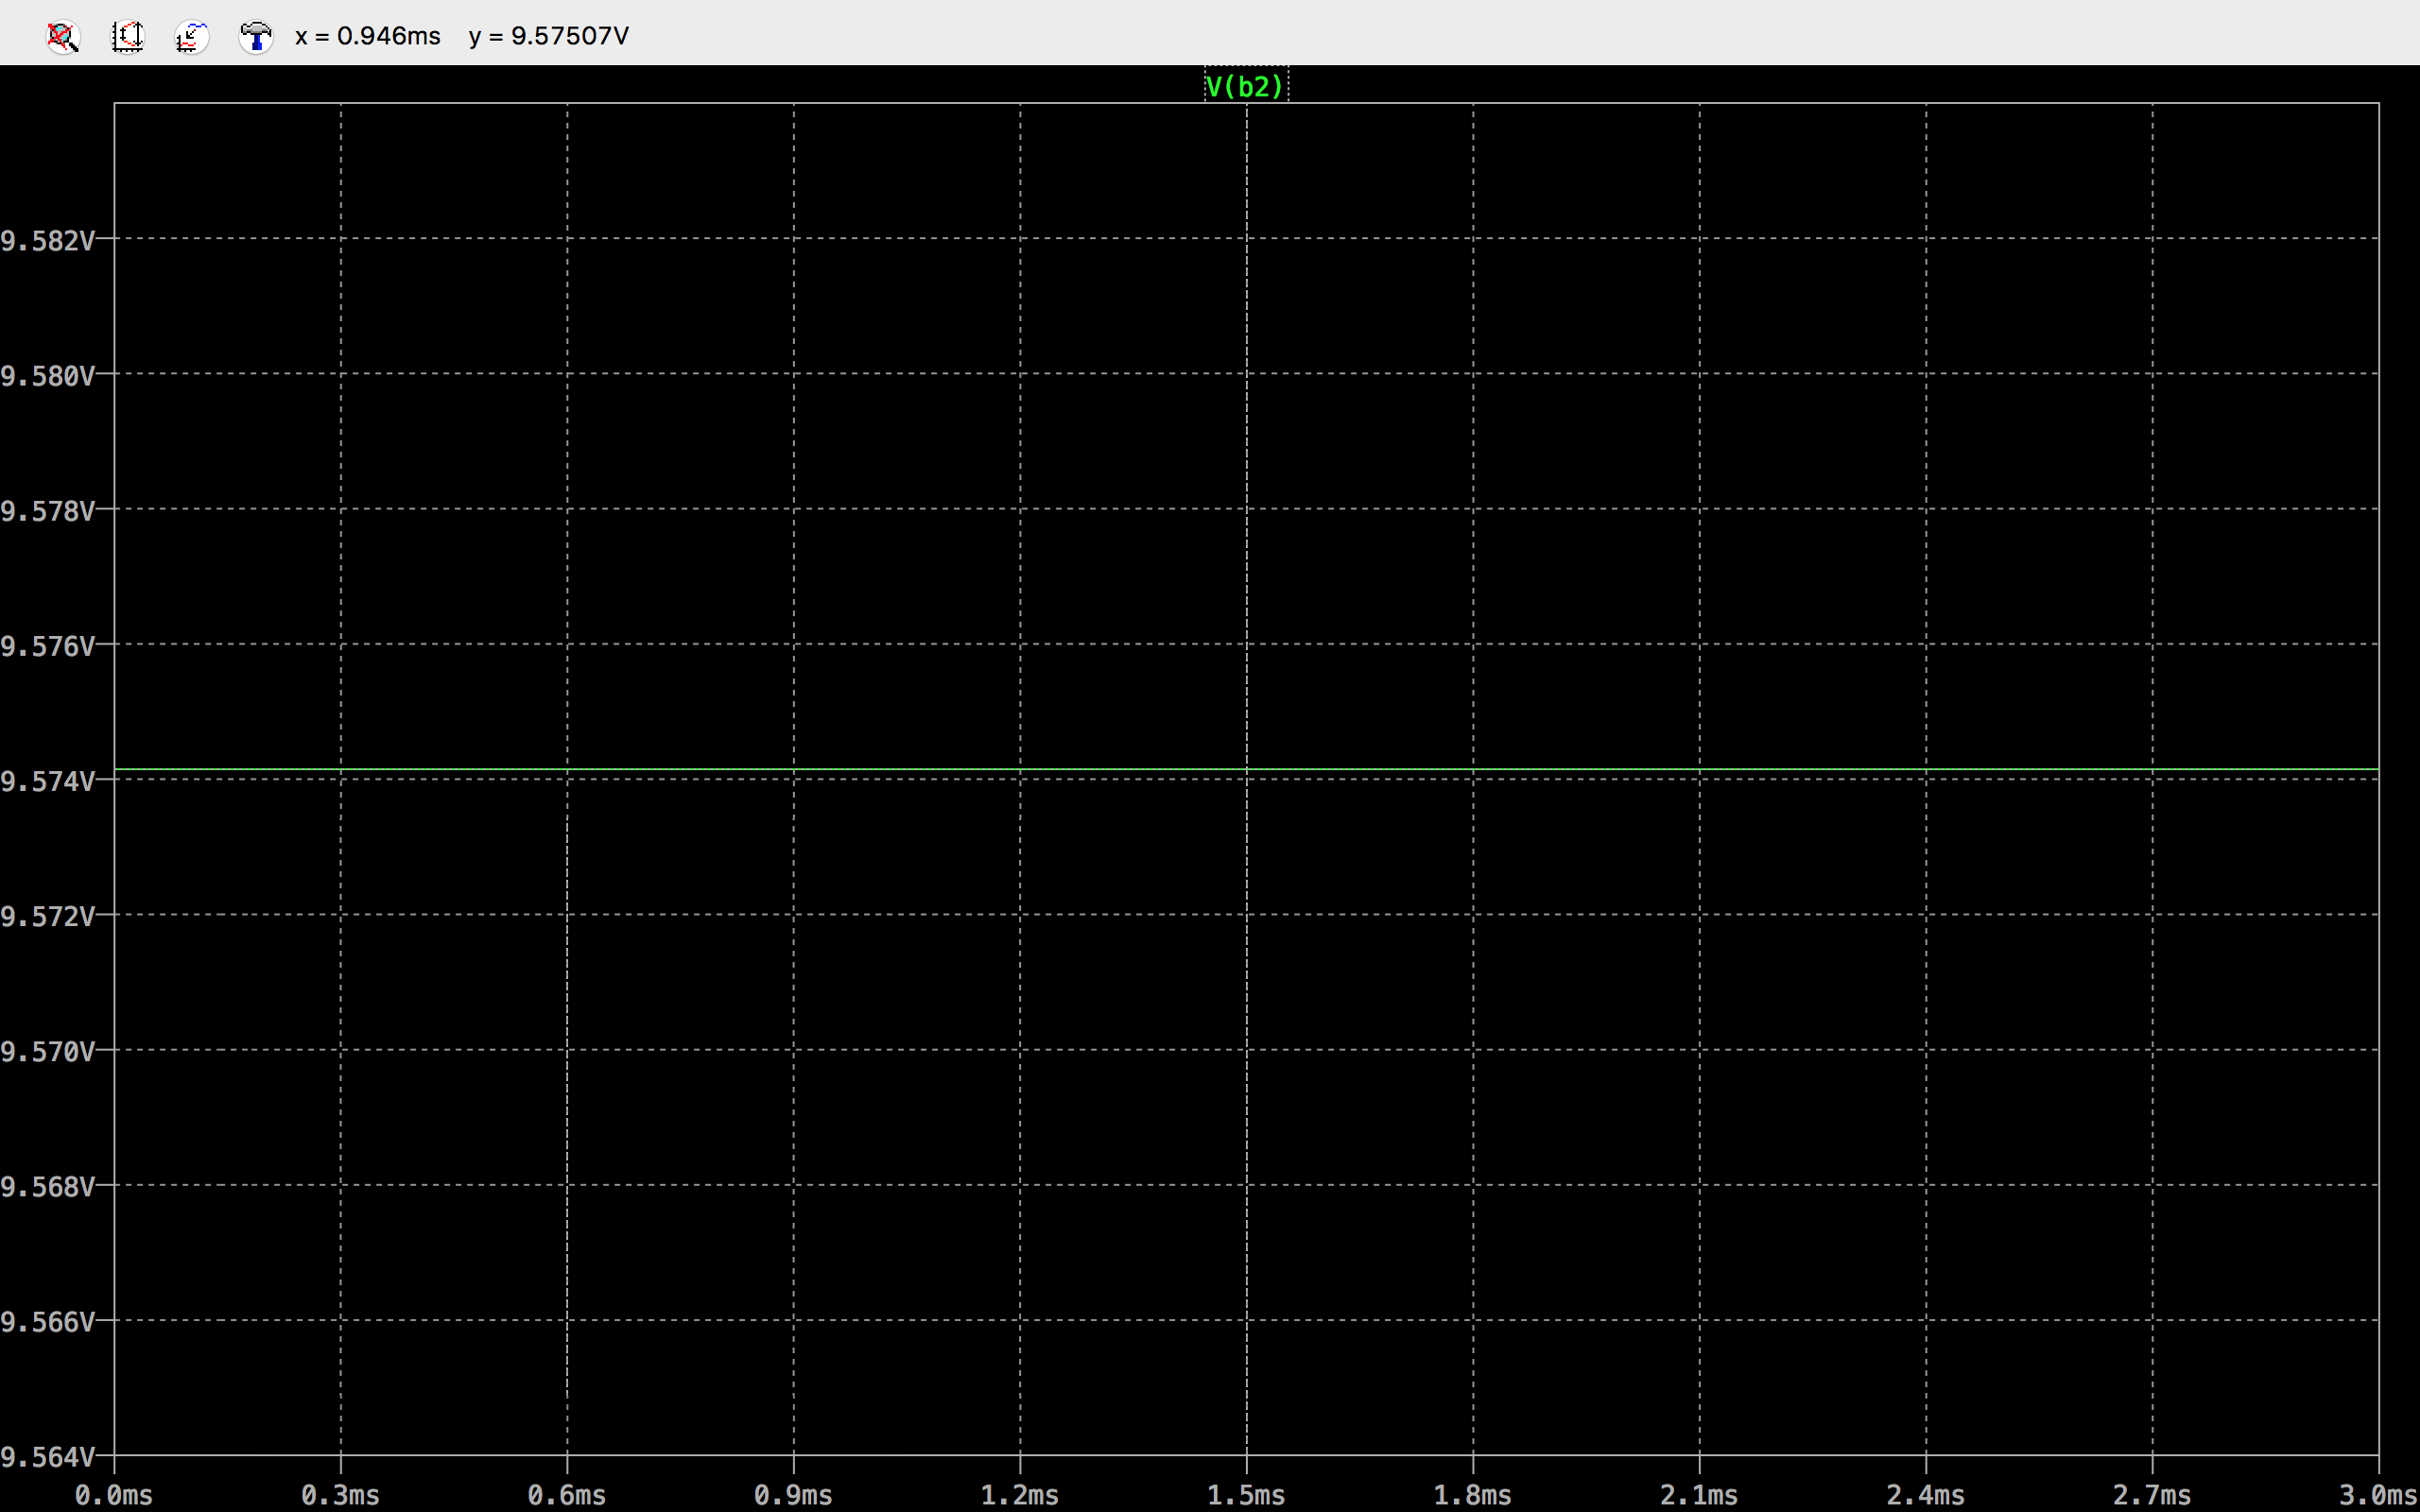 x = 0.946ms y = 9.57507V
V(b2)
9.582V
9.580V
9.578V
9.576V
9.574V
9.572V
9.570V
9.568V
9.566V
9.564V
0.0ms 0.3ms 0.6ms 0.9ms 1.2ms 1.5ms 1.8ms 2.1ms 2.4ms 2.7ms 3.0ms